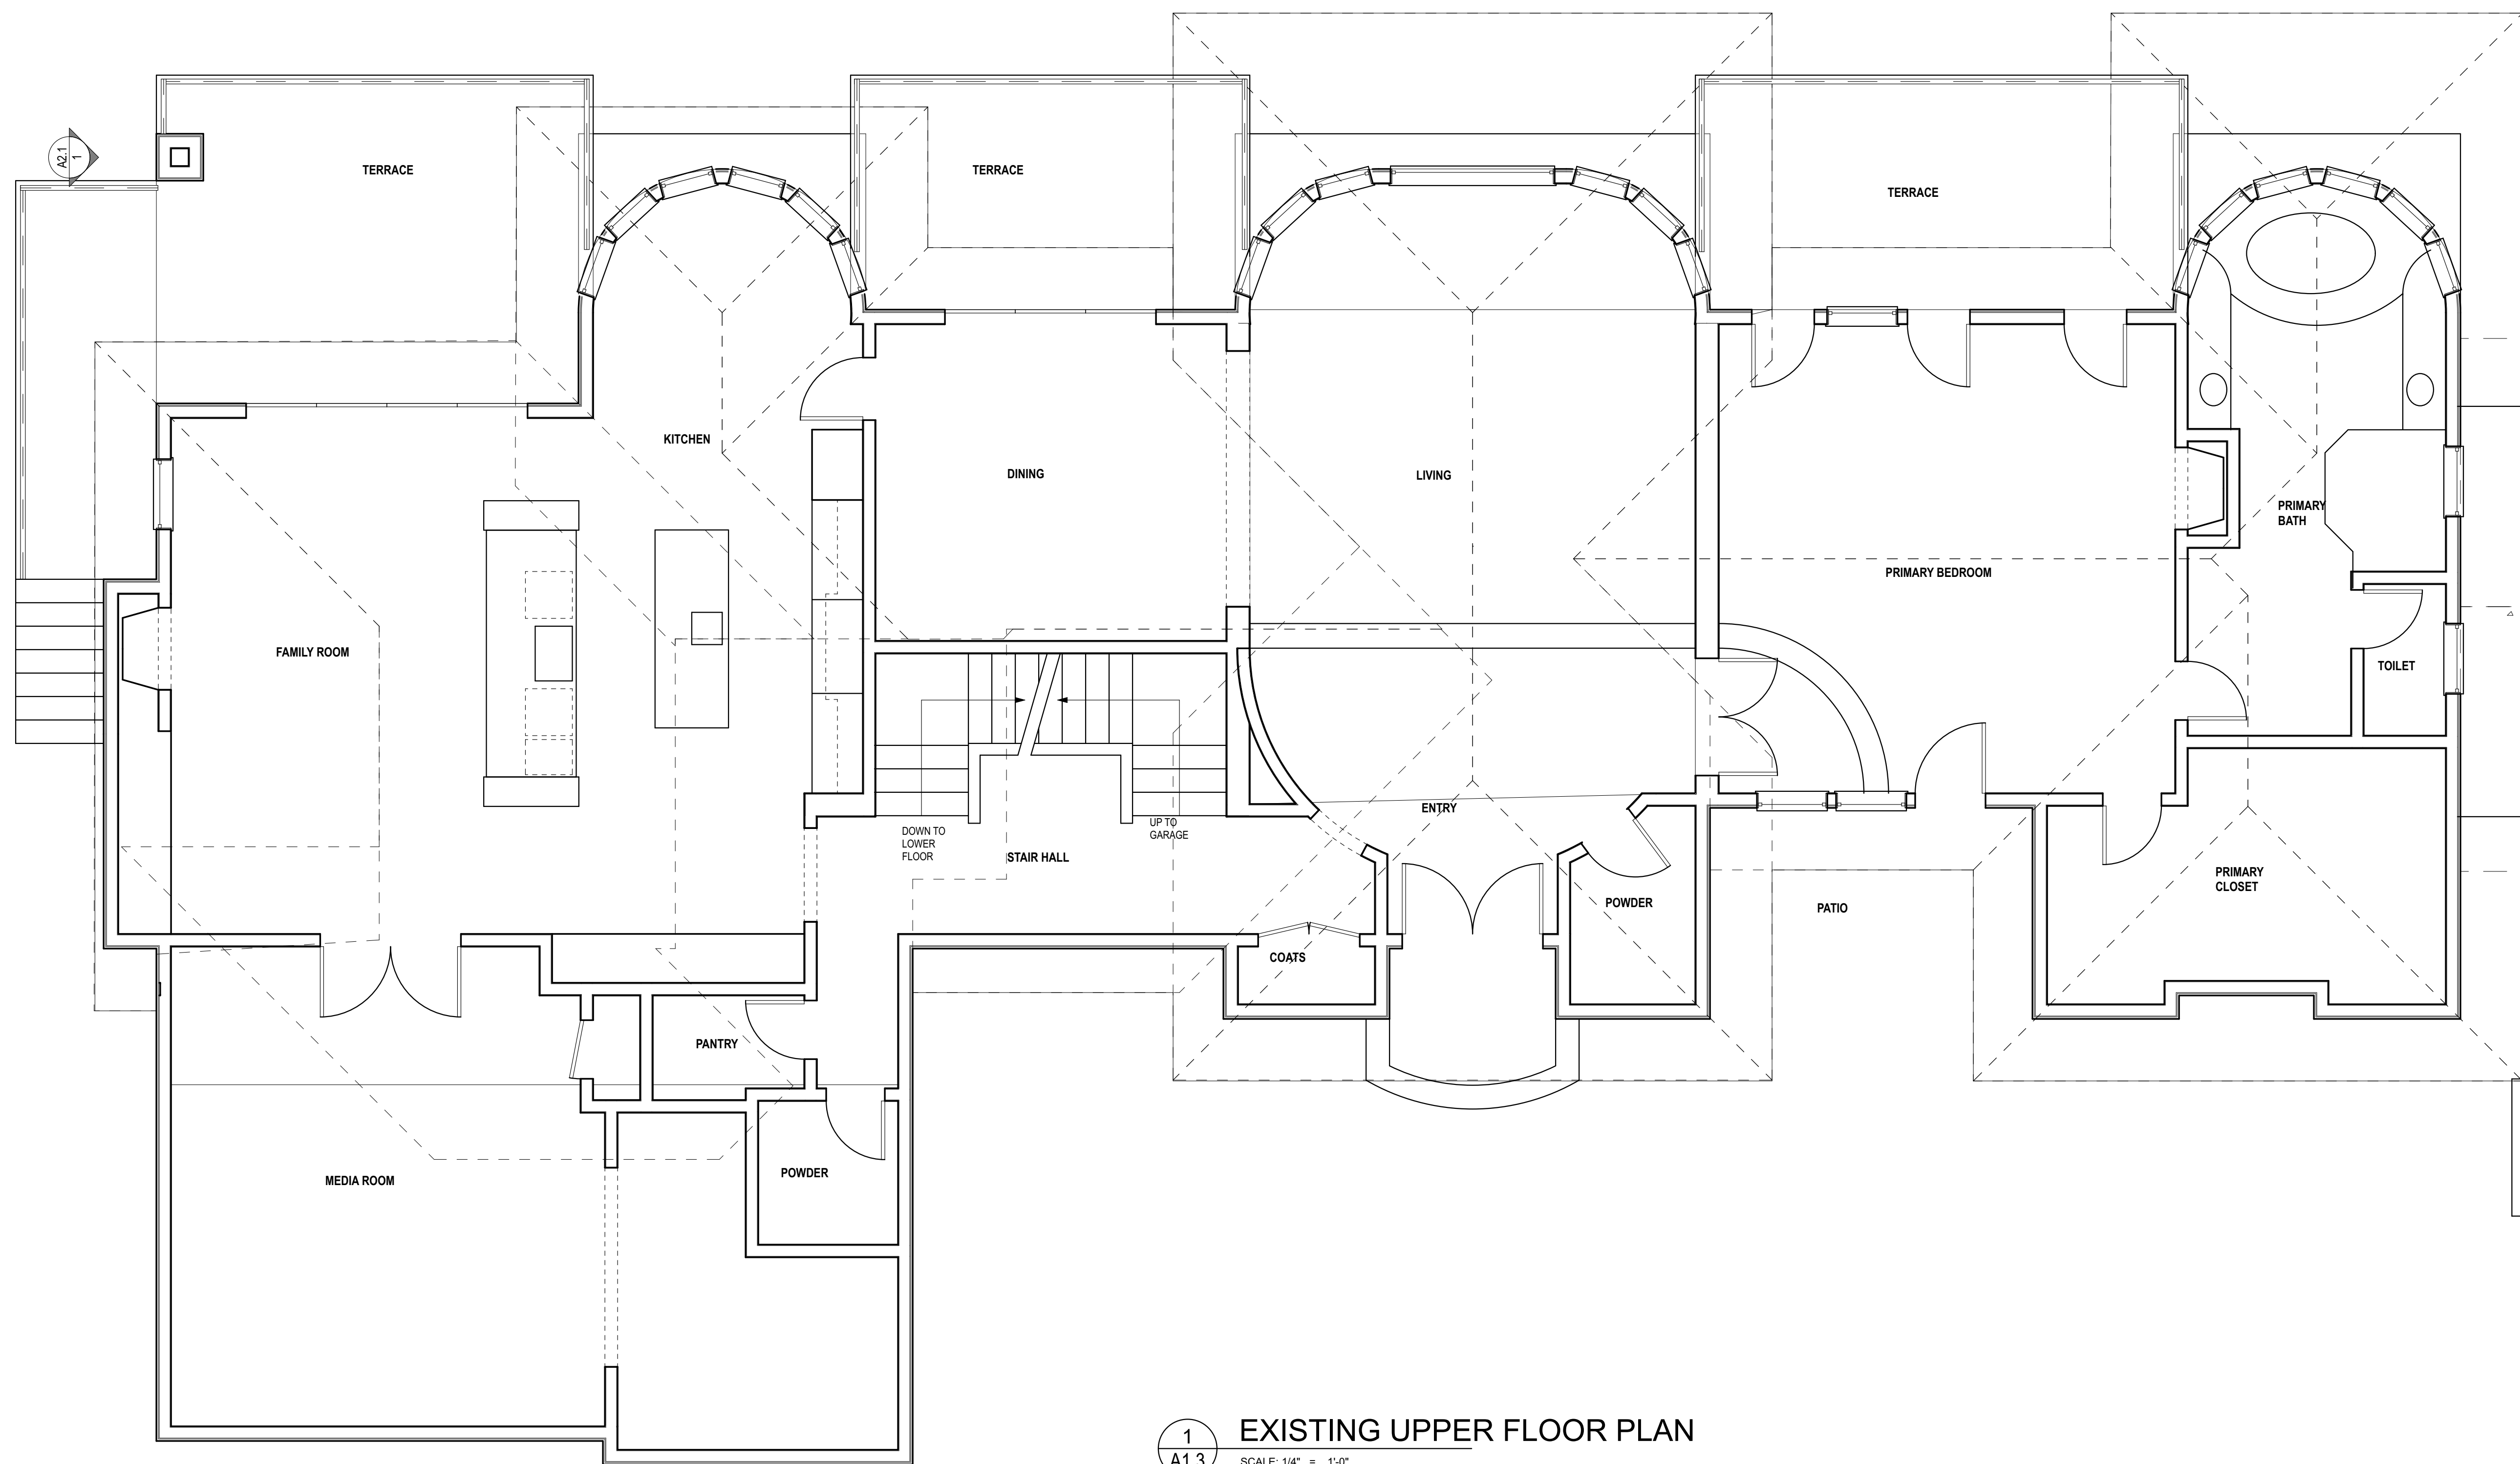 A2.1
1
TERRACE
TERRACE
TERRACE
KITCHEN
DINING
LIVING
PRIMARY
BATH
PRIMARY BEDROOM
FAMILY ROOM
TOILET
DOWN TO
LOWER
FLOOR
UP TO
GARAGE
ENTRY
STAIR HALL
PRIMARY
CLOSET
POWDER
PATIO
COATS
PANTRY
POWDER
MEDIA ROOM
1
A1.3
EXISTING UPPER FLOOR PLAN
SCALE: 1/4" = 1'-0"